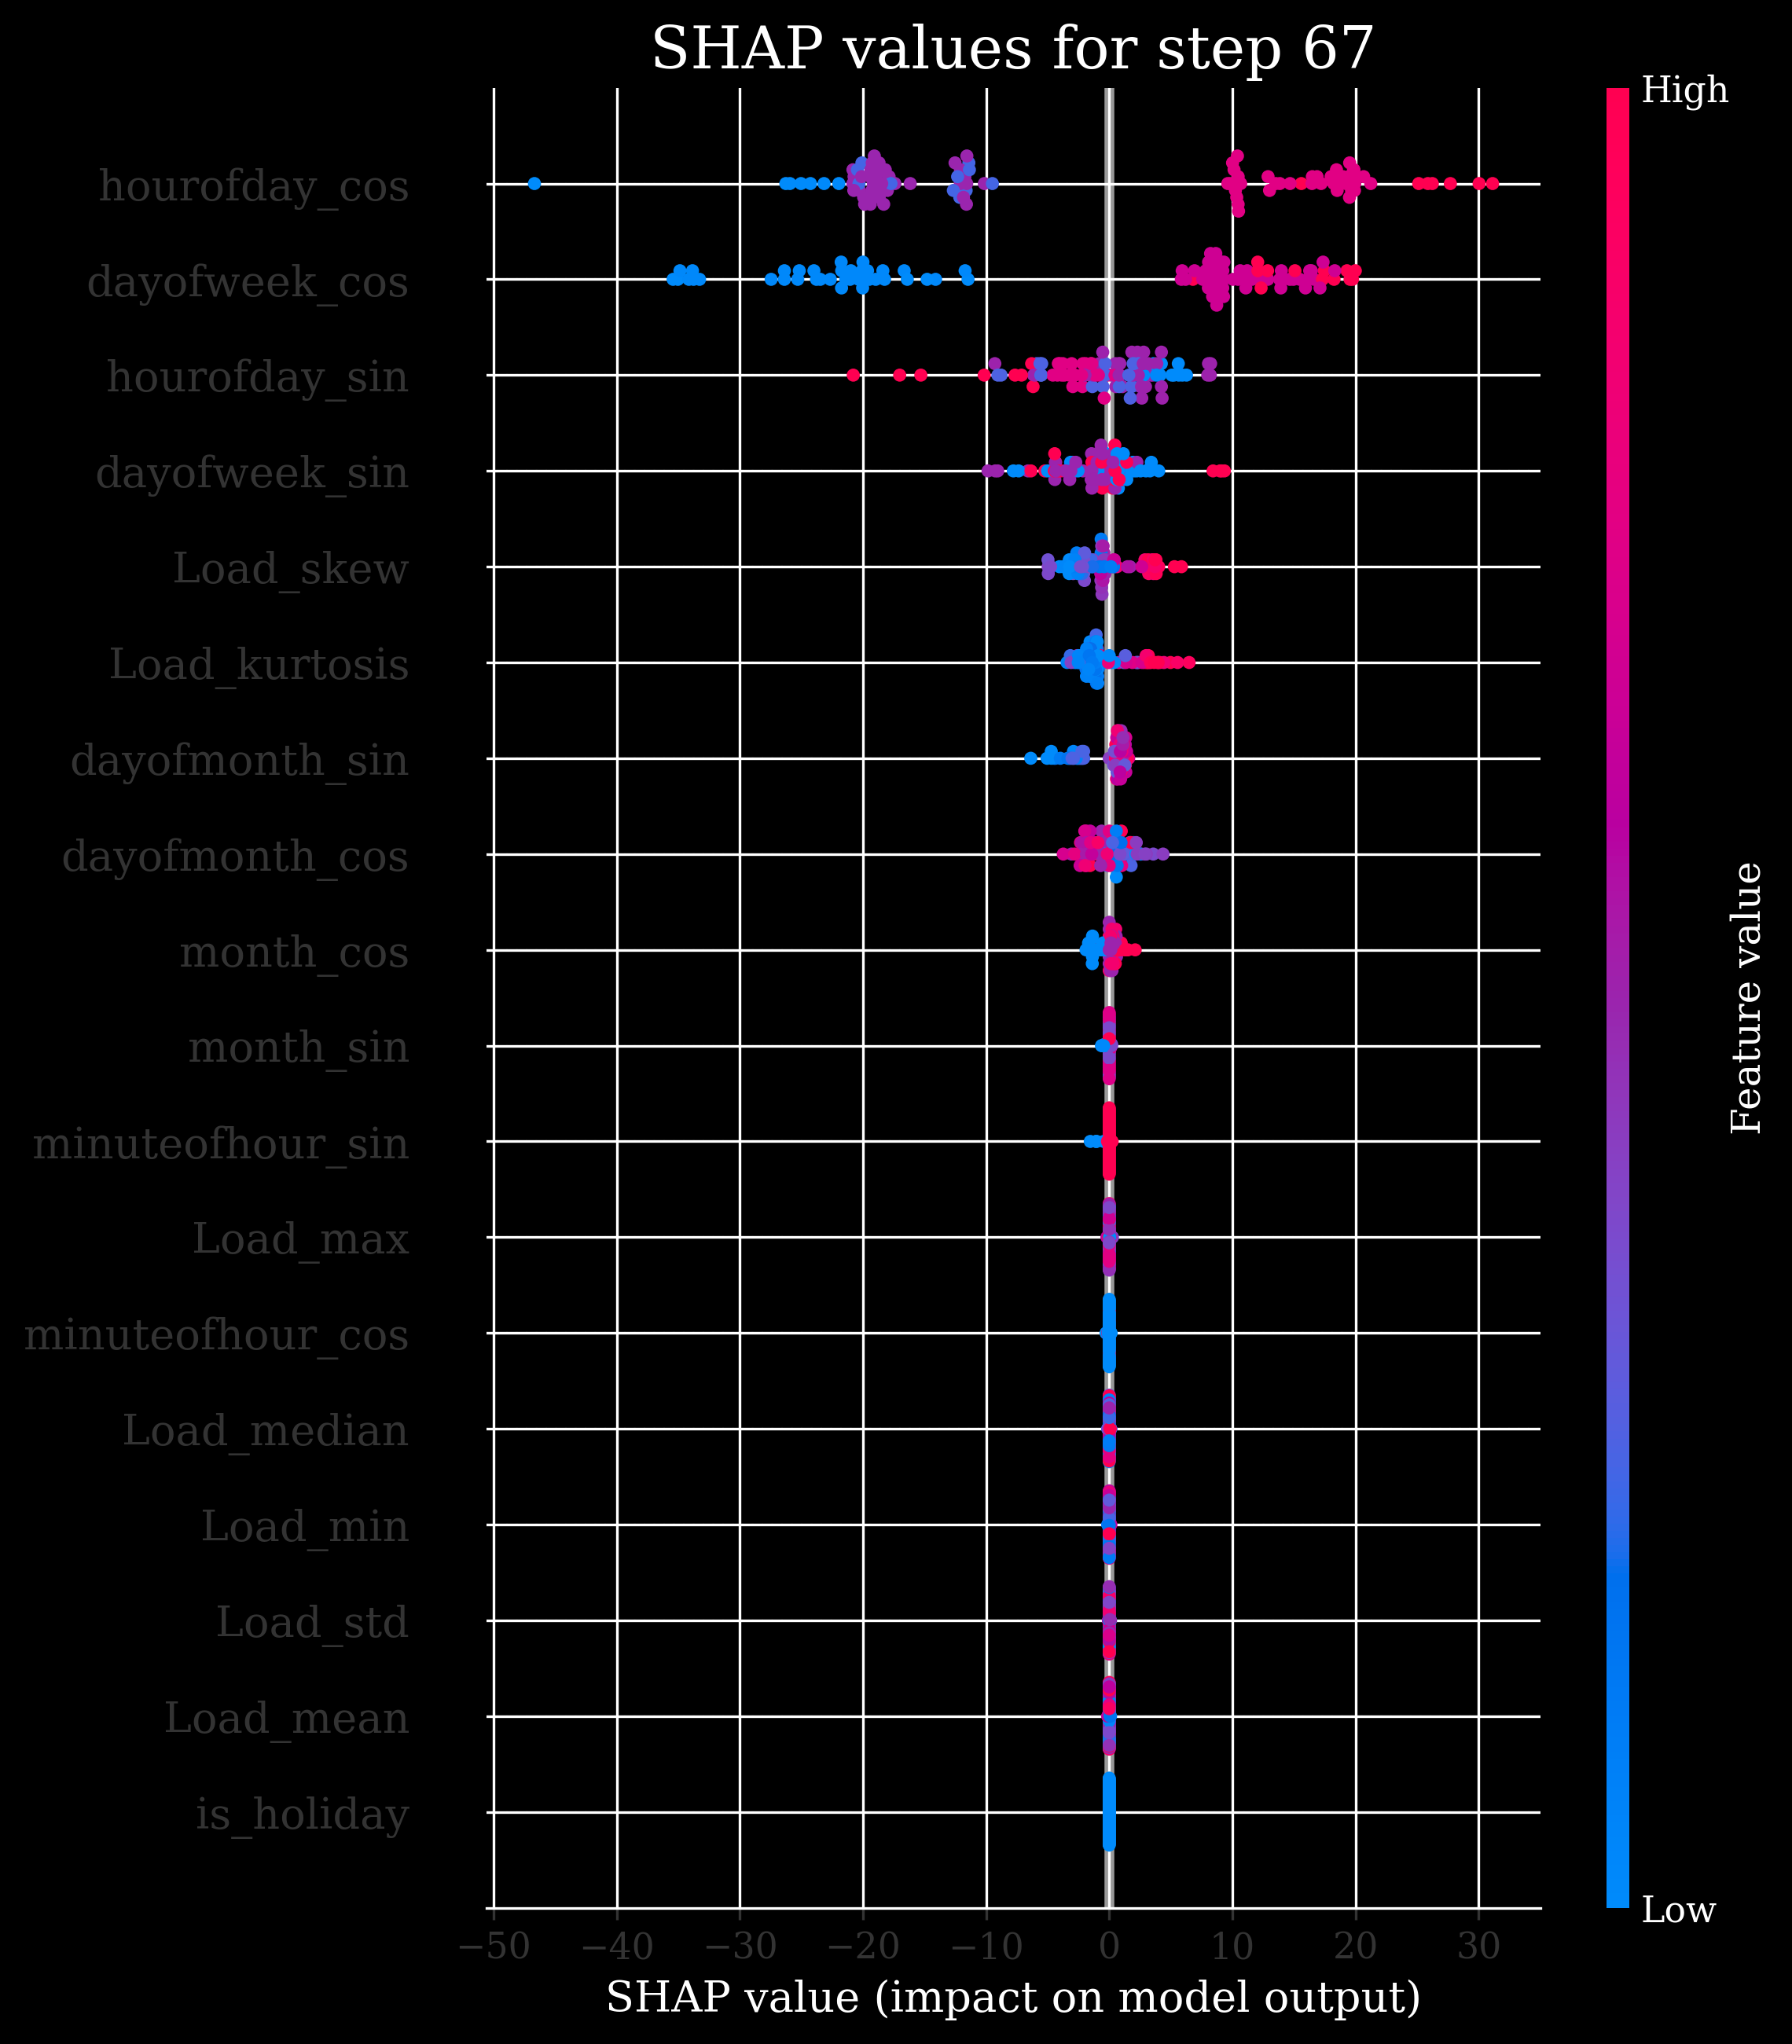 SHAP values for step 67
High
hourofday_cos
dayofweek_cos
hourofday_sin
dayofweek_sin
Load_skew
Load_kurtosis
dayofmonth_sin
dayofmonth_cos
month_cos
month_sin
minuteofhour_sin
Load_max
minuteofhour_cos
Load_median
Load_min
Load_std
Load_mean
is_holiday
Feature value
Low
−50 −40 −30 −20 −10 0 10 20 30
SHAP value (impact on model output)